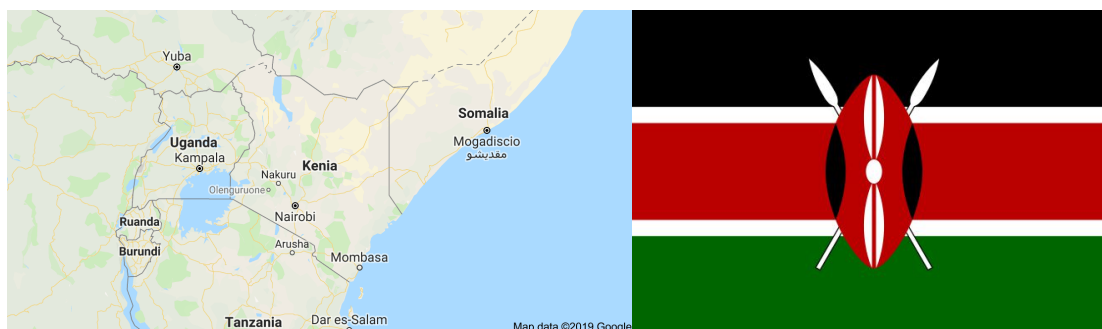 Yuba
Somalia
Mogadiscio
مقديشو
Uganda
Kampala
Kenia
Nakuru
Olenguruone
Nairobi
Ruanda
Burundi
Arusha
Mombasa
Tanzania
Dar es-Salam
Map data ©2019 Google